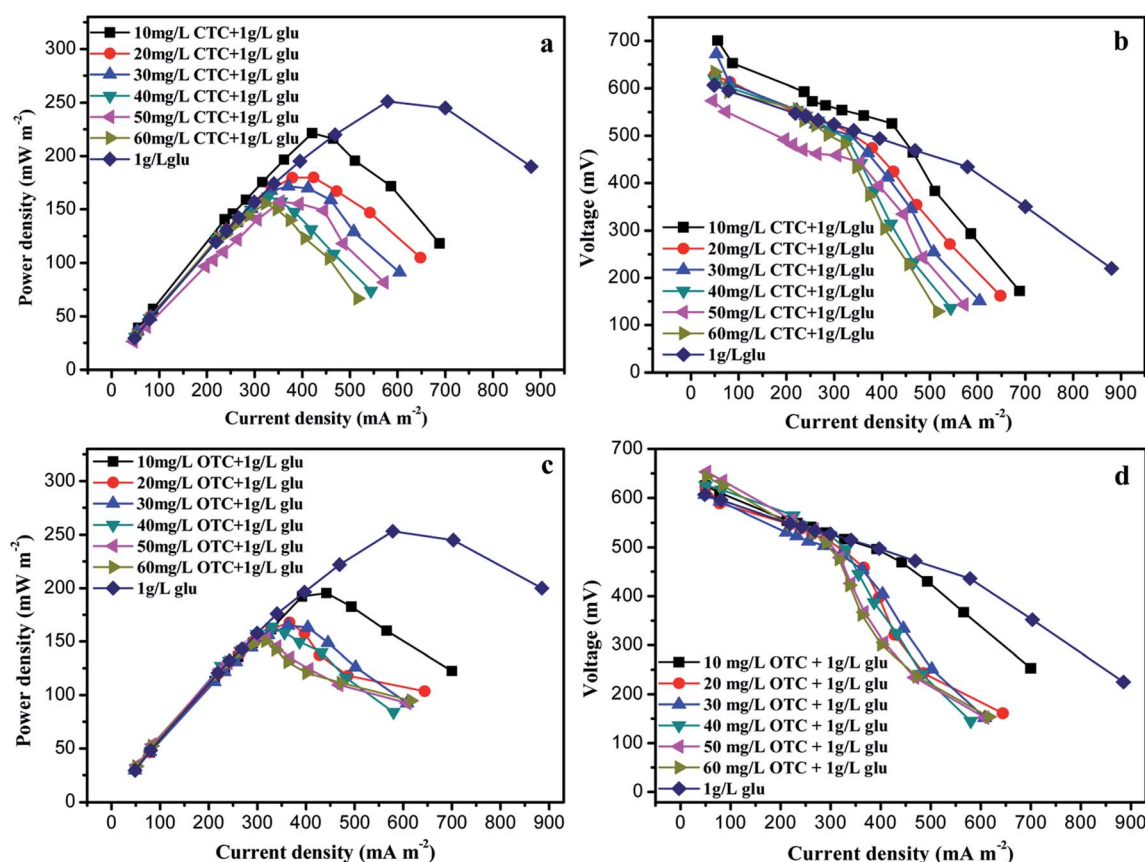 a
350
300
250
200
150
100
50
0
Power density (mW m-2)
10mg/L CTC+1g/L glu
20mg/L CTC+1g/L glu
30mg/L CTC+1g/L glu
40mg/L CTC+1g/L glu
50mg/L CTC+1g/L glu
60mg/L CTC+1g/L glu
1g/Lglu
0 100 200 300 400 500 600 700 800 900
Current density (mA m-2)
b
700
600
500
400
300
200
100
0
Voltage (mV)
10mg/L CTC+1g/Lglu
20mg/L CTC+1g/Lglu
30mg/L CTC+1g/Lglu
40mg/L CTC+1g/Lglu
50mg/L CTC+1g/Lglu
60mg/L CTC+1g/Lglu
1g/Lglu
0 100 200 300 400 500 600 700 800 900
Current density (mA m-2)
c
300
250
200
150
100
50
0
Power density (mW m-2)
10mg/L OTC+1g/L glu
20mg/L OTC+1g/L glu
30mg/L OTC+1g/L glu
40mg/L OTC+1g/L glu
50mg/L OTC+1g/L glu
60mg/L OTC+1g/L glu
1g/L glu
0 100 200 300 400 500 600 700 800 900
Current density (mA m-2)
d
700
600
500
400
300
200
100
0
Voltage (mV)
10 mg/L OTC + 1g/L glu
20 mg/L OTC + 1g/L glu
30 mg/L OTC + 1g/L glu
40 mg/L OTC + 1g/L glu
50 mg/L OTC + 1g/L glu
60 mg/L OTC + 1g/L glu
1g/L glu
0 100 200 300 400 500 600 700 800 900
Current density (mA m-2)